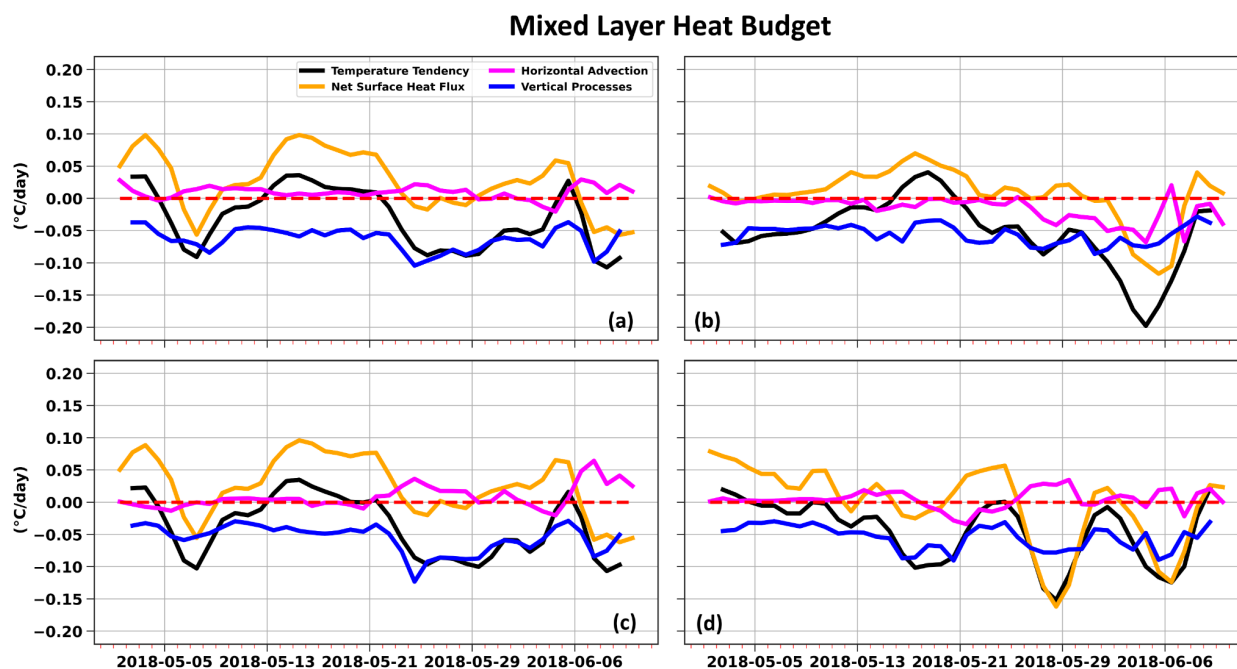 Mixed Layer Heat Budget
Temperature Tendency
Net Surface Heat Flux
Horizontal Advection
Vertical Processes
(°C/day)
0.20
0.15
0.10
0.05
0.00
−0.05
−0.10
−0.15
−0.20
(a)
(b)
(°C/day)
0.20
0.15
0.10
0.05
0.00
−0.05
−0.10
−0.15
−0.20
(c)
(d)
2018-05-05 2018-05-13 2018-05-21 2018-05-29 2018-06-06
2018-05-05 2018-05-13 2018-05-21 2018-05-29 2018-06-06